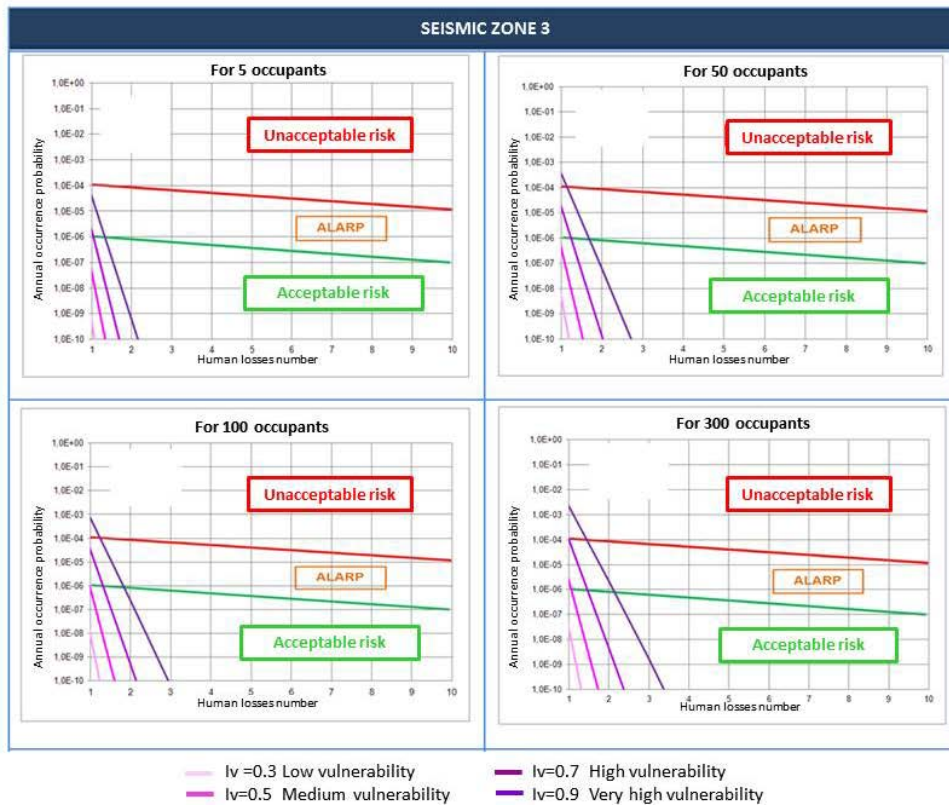 SEISMIC ZONE 3
For 5 occupants
Annual occurrence probability
1,0E+00
1,0E-01
1,0E-02
1,0E-03
1,0E-04
1,0E-05
1,0E-06
1,0E-07
1,0E-08
1,0E-09
1,0E-10
Unacceptable risk
ALARP
Acceptable risk
1 2 3 4 5 6 7 8 9 10
Human losses number
For 50 occupants
Annual occurrence probability
1,0E+00
1,0E-01
1,0E-02
1,0E-03
1,0E-04
1,0E-05
1,0E-06
1,0E-07
1,0E-08
1,0E-09
1,0E-10
Unacceptable risk
ALARP
Acceptable risk
1 2 3 4 5 6 7 8 9 10
Human losses number
For 100 occupants
Annual occurrence probability
1,0E+00
1,0E-01
1,0E-02
1,0E-03
1,0E-04
1,0E-05
1,0E-06
1,0E-07
1,0E-08
1,0E-09
1,0E-10
Unacceptable risk
ALARP
Acceptable risk
1 2 3 4 5 6 7 8 9 10
Human losses number
For 300 occupants
Annual occurrence probability
1,0E+00
1,0E-01
1,0E-02
1,0E-03
1,0E-04
1,0E-05
1,0E-06
1,0E-07
1,0E-08
1,0E-09
1,0E-10
Unacceptable risk
ALARP
Acceptable risk
1 2 3 4 5 6 7 8 9 10
Human losses number
Iv =0.3 Low vulnerability
Iv=0.7 High vulnerability
Iv=0.5 Medium vulnerability
Iv=0.9 Very high vulnerability